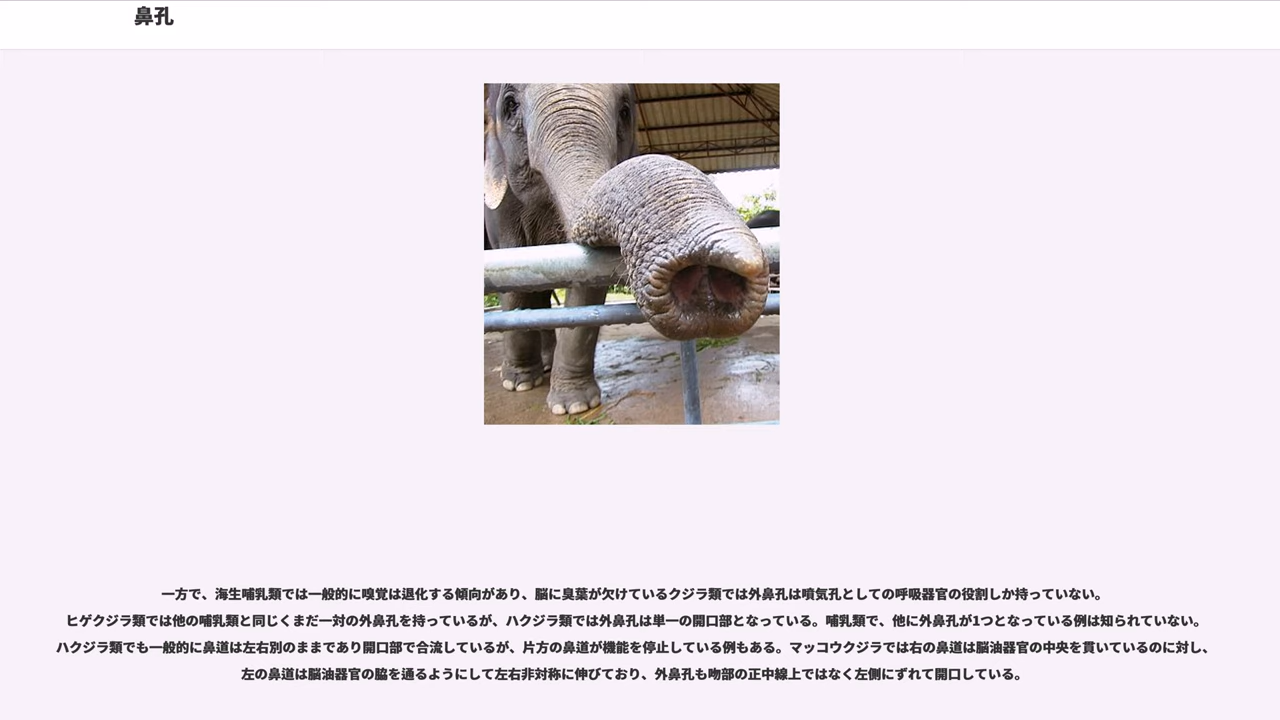 鼻孔
一方で、海生哺乳類では一般的に嗅覚は退化する傾向があり、脳に臭葉が欠けているクジラ類では外鼻孔は噴気孔としての呼吸器官の役割しか持っていない。
ヒゲクジラ類では他の哺乳類と同じくまだ一対の外鼻孔を持っているが、ハクジラ類では外鼻孔は単一の開口部となっている。哺乳類で、他に外鼻孔が1つとなっている例は知られていない。
ハクジラ類でも一般的に鼻道は左右別のままであり開口部で合流しているが、片方の鼻道が機能を停止している例もある。マッコウクジラでは右の鼻道は脳油器官の中央を貫いているのに対し、
左の鼻道は脳油器官の脇を通るようにして左右非対称に伸びており、外鼻孔も吻部の正中線上ではなく左側にずれて開口している。